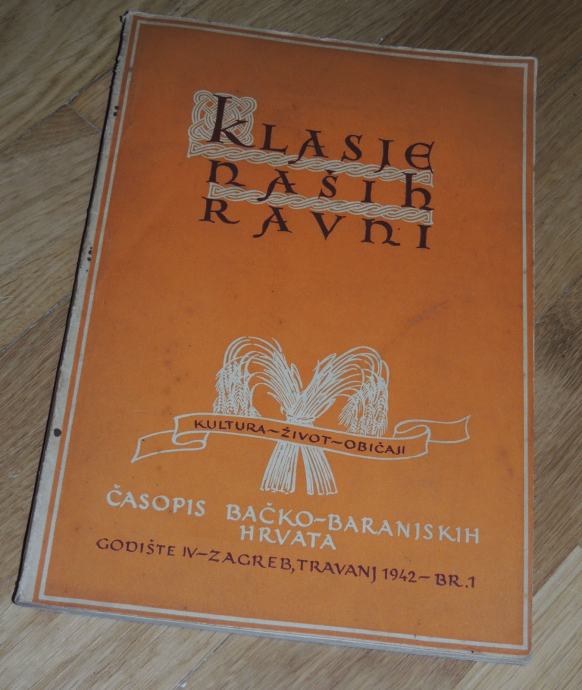 KLASJE
NAŠIH
RAVNI
KULTURA–ŽIVOT–OBIČAJI
ČASOPIS BAČKO-BARANJSKIH
HRVATA
GODIŠTE IV–ZAGREB, TRAVANJ 1942–BR.1